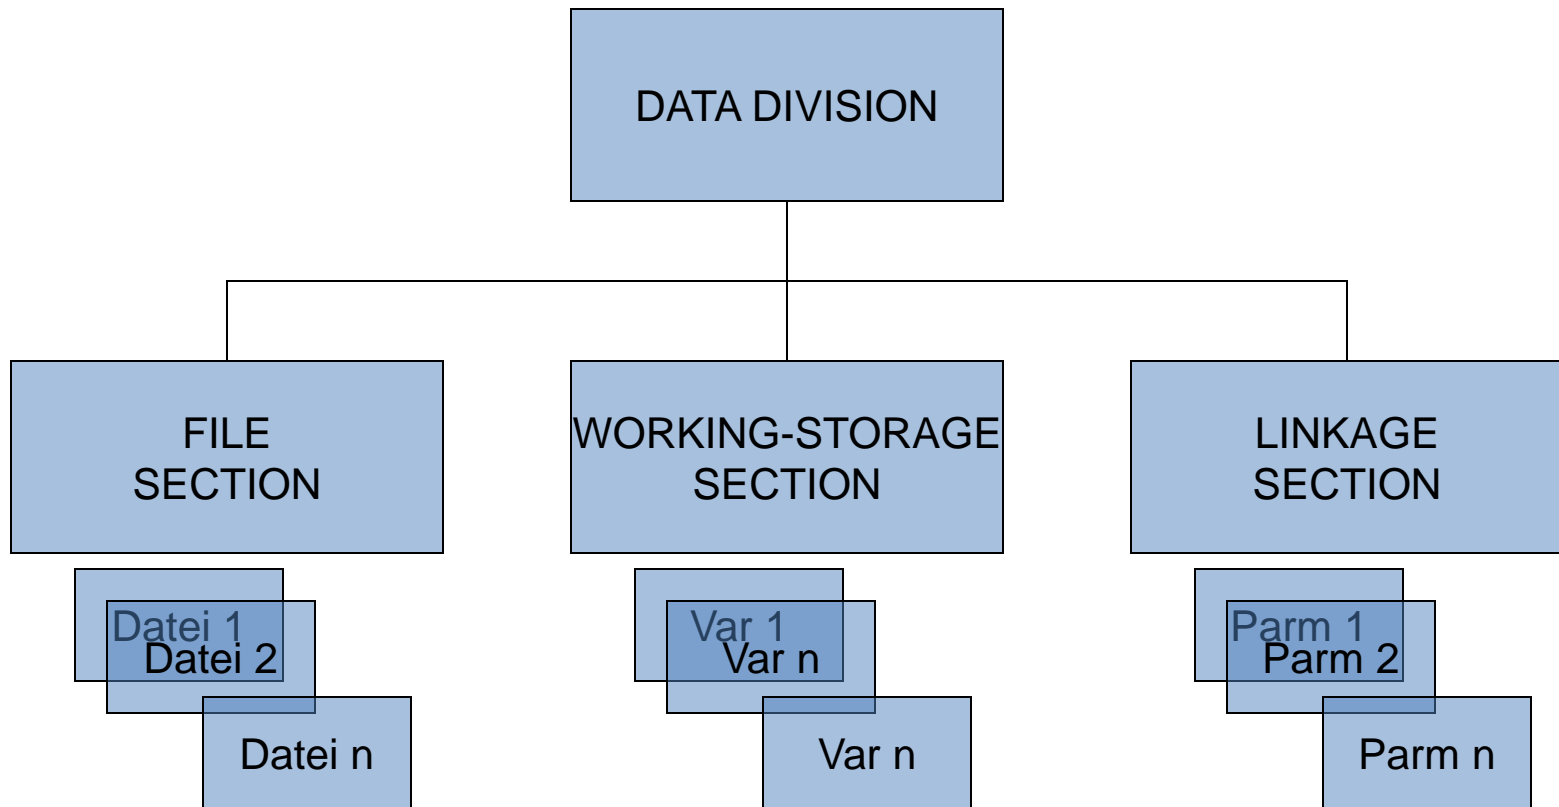 DATA DIVISION
FILE
SECTION
WORKING-STORAGE
SECTION
LINKAGE
SECTION
Datei 1
Datei 2
Datei n
Var 1
Var n
Var n
Parm 1
Parm 2
Parm n